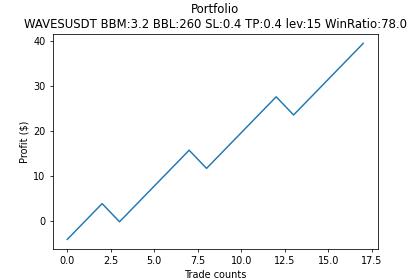 Portfolio
WAVESUSDT BBM:3.2 BBL:260 SL:0.4 TP:0.4 lev:15 WinRatio:78.0
40
30
20
10
0
Profit ($)
0.0 2.5 5.0 7.5 10.0 12.5 15.0 17.5
Trade counts